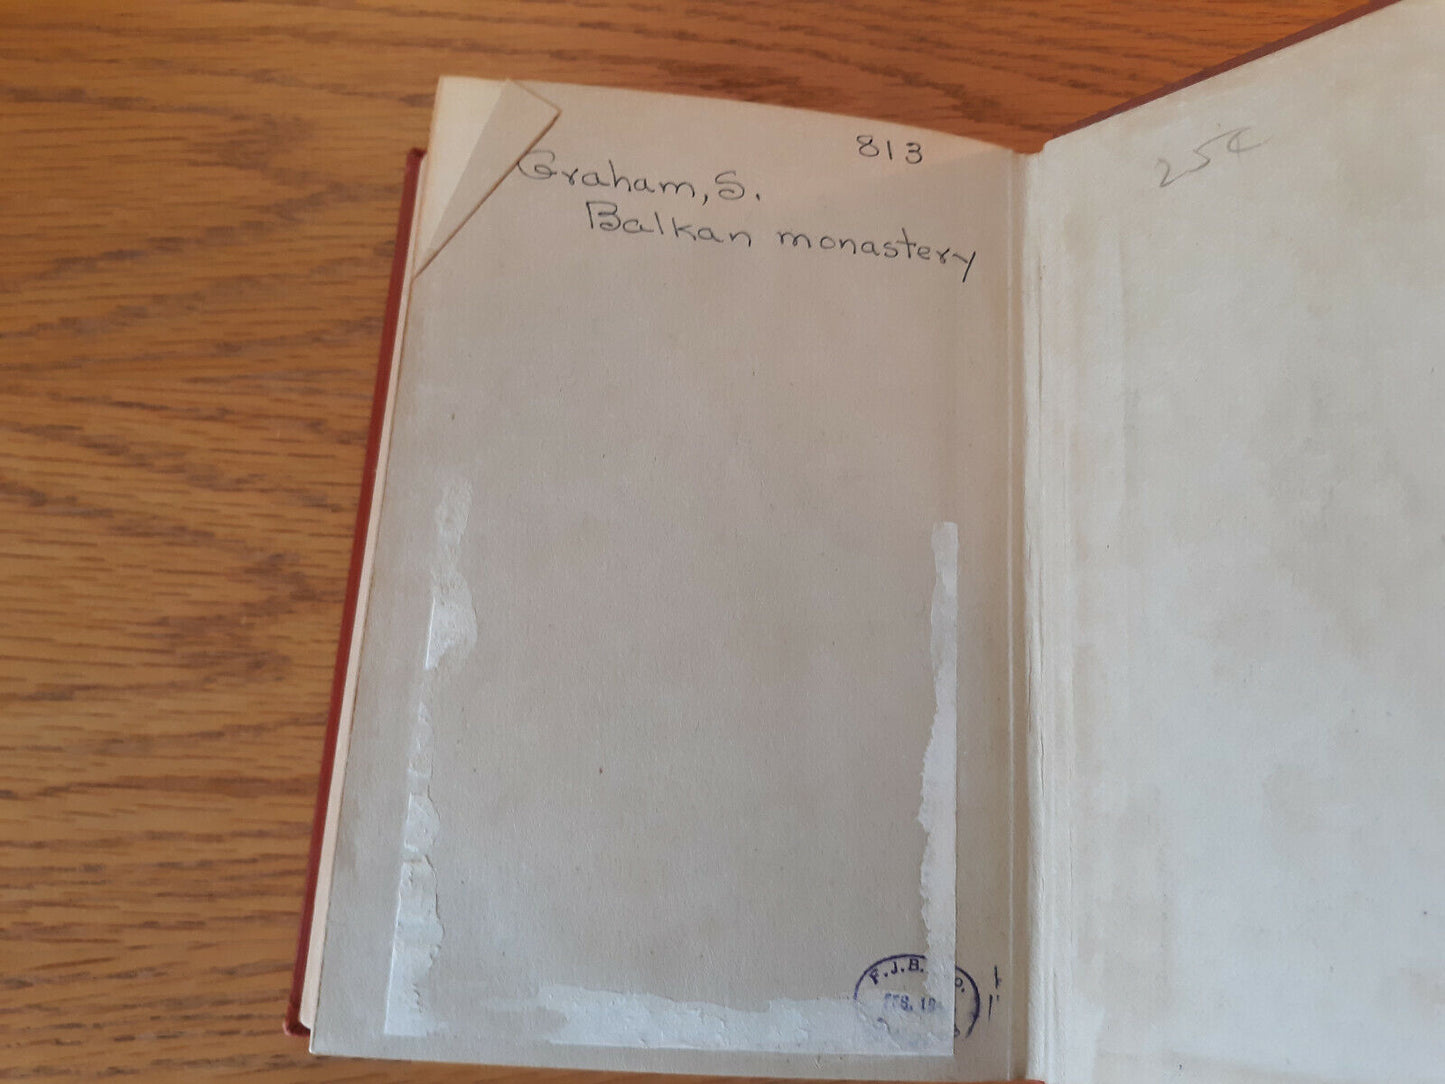 813
Graham, S.
Balkan monastery
25¢
F.J.B.